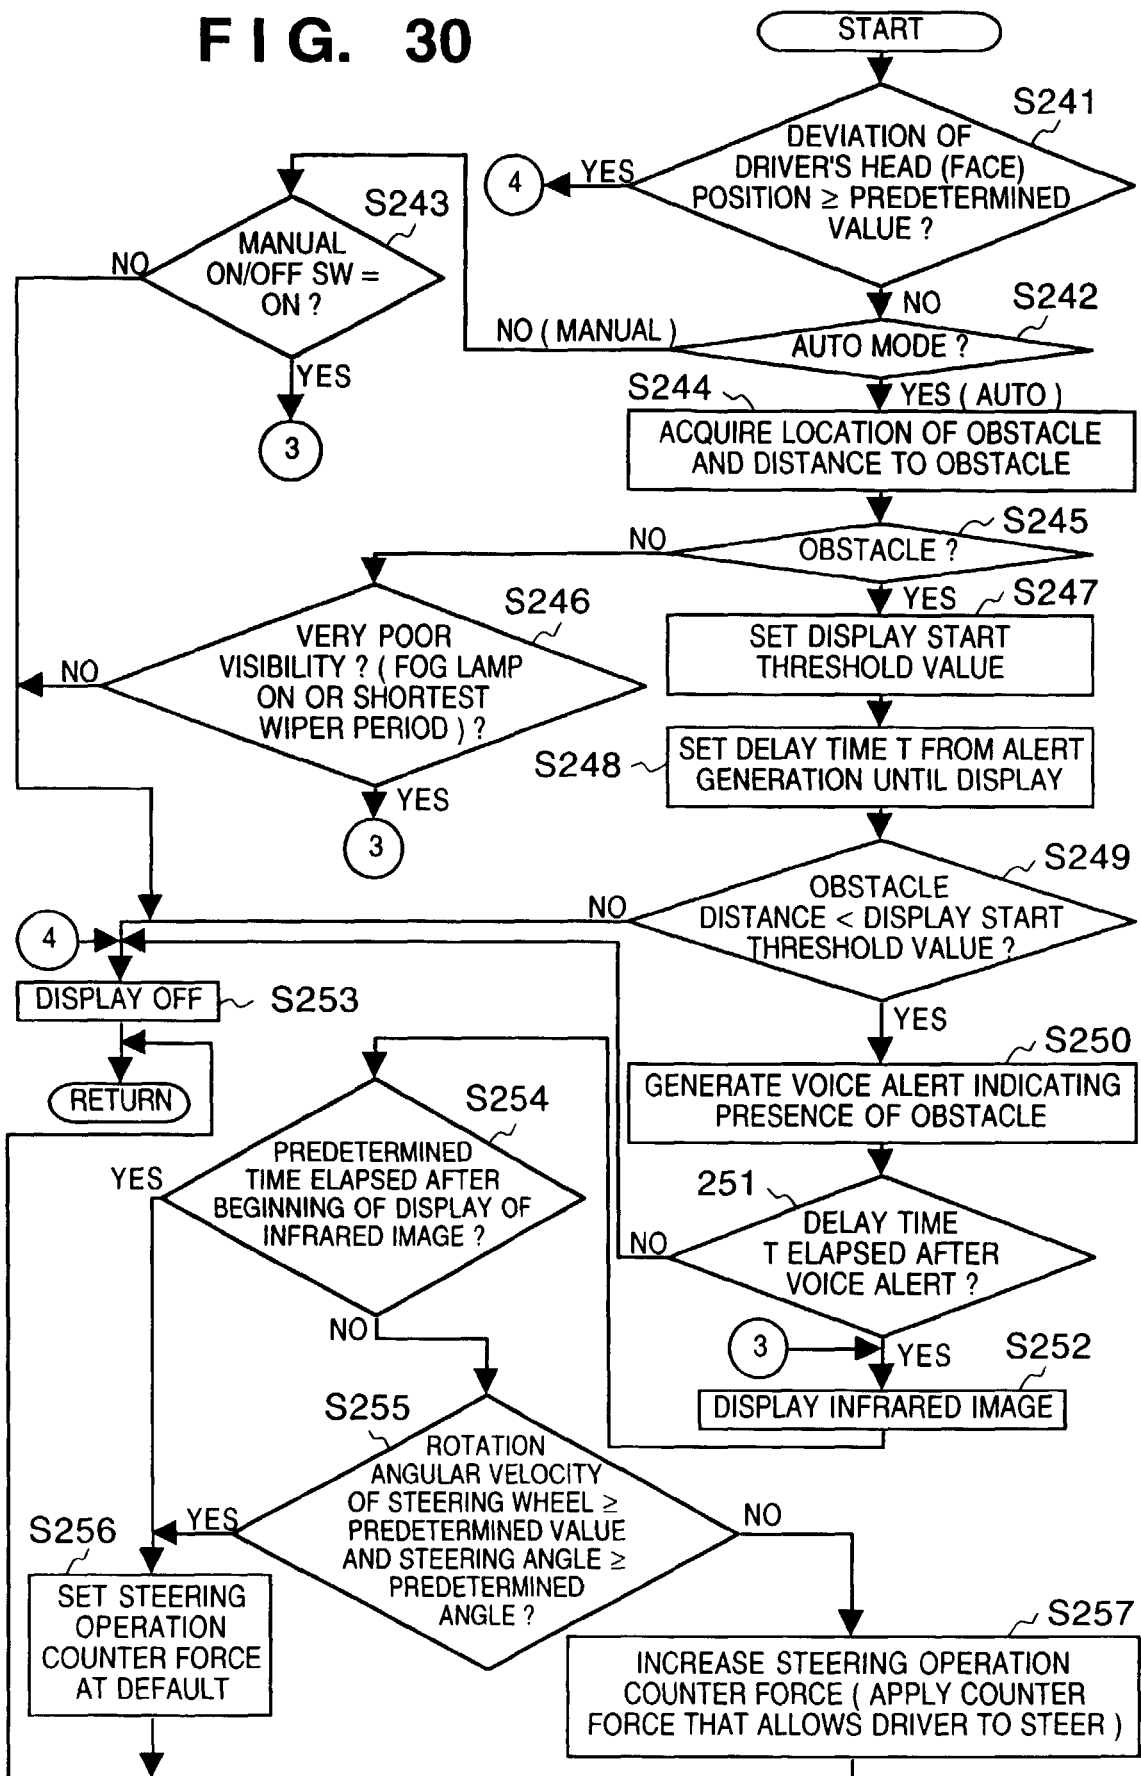 FIG. 30
START
S241
DEVIATION OF
DRIVER'S HEAD (FACE)
POSITION ≥ PREDETERMINED
VALUE ?
YES
4
NO
S242
AUTO MODE ?
NO ( MANUAL )
S243
MANUAL
ON/OFF SW =
ON ?
NO
YES
3
YES ( AUTO )
S244
ACQUIRE LOCATION OF OBSTACLE
AND DISTANCE TO OBSTACLE
S245
OBSTACLE ?
NO
S246
VERY POOR
VISIBILITY ? ( FOG LAMP
ON OR SHORTEST
WIPER PERIOD ) ?
NO
YES
3
YES
S247
SET DISPLAY START
THRESHOLD VALUE
S248
SET DELAY TIME T FROM ALERT
GENERATION UNTIL DISPLAY
S249
OBSTACLE
DISTANCE < DISPLAY START
THRESHOLD VALUE ?
NO
4
DISPLAY OFF
S253
RETURN
YES
S250
GENERATE VOICE ALERT INDICATING
PRESENCE OF OBSTACLE
251
DELAY TIME
T ELAPSED AFTER
VOICE ALERT ?
NO
YES
3
S252
DISPLAY INFRARED IMAGE
S254
PREDETERMINED
TIME ELAPSED AFTER
BEGINNING OF DISPLAY OF
INFRARED IMAGE ?
YES
NO
S255
ROTATION
ANGULAR VELOCITY
OF STEERING WHEEL ≥
PREDETERMINED VALUE
AND STEERING ANGLE ≥
PREDETERMINED
ANGLE ?
YES
NO
S256
SET STEERING
OPERATION
COUNTER FORCE
AT DEFAULT
S257
INCREASE STEERING OPERATION
COUNTER FORCE ( APPLY COUNTER
FORCE THAT ALLOWS DRIVER TO STEER )